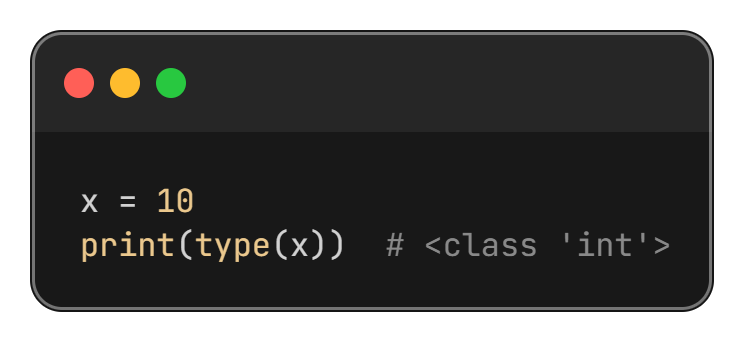 x = 10
print(type(x))  # <class 'int'>